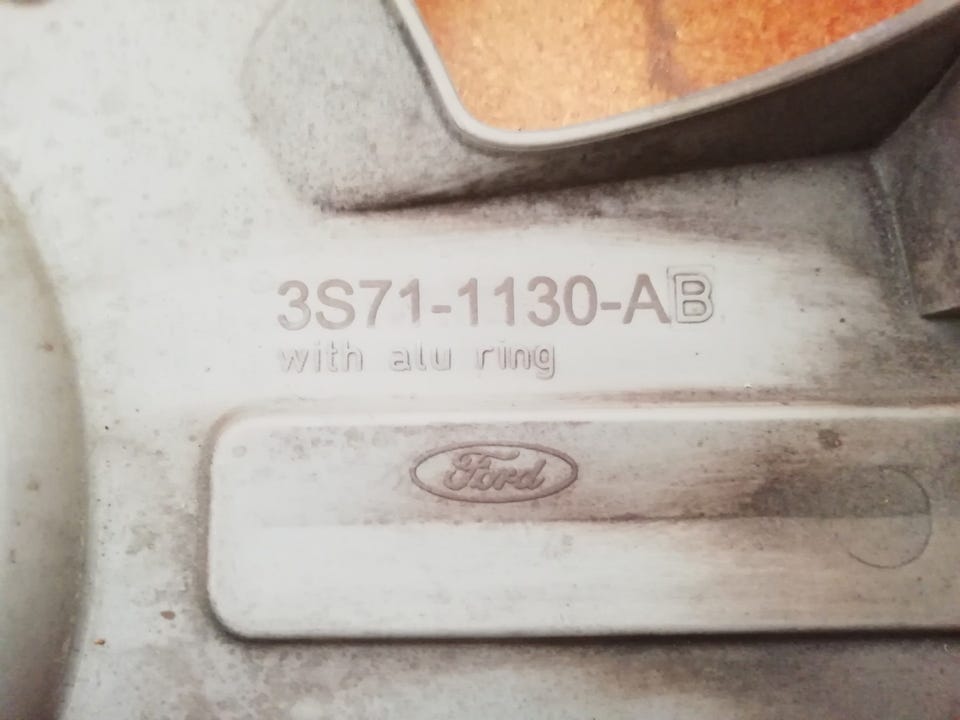 3S71-1130-AB
with alu ring
Ford